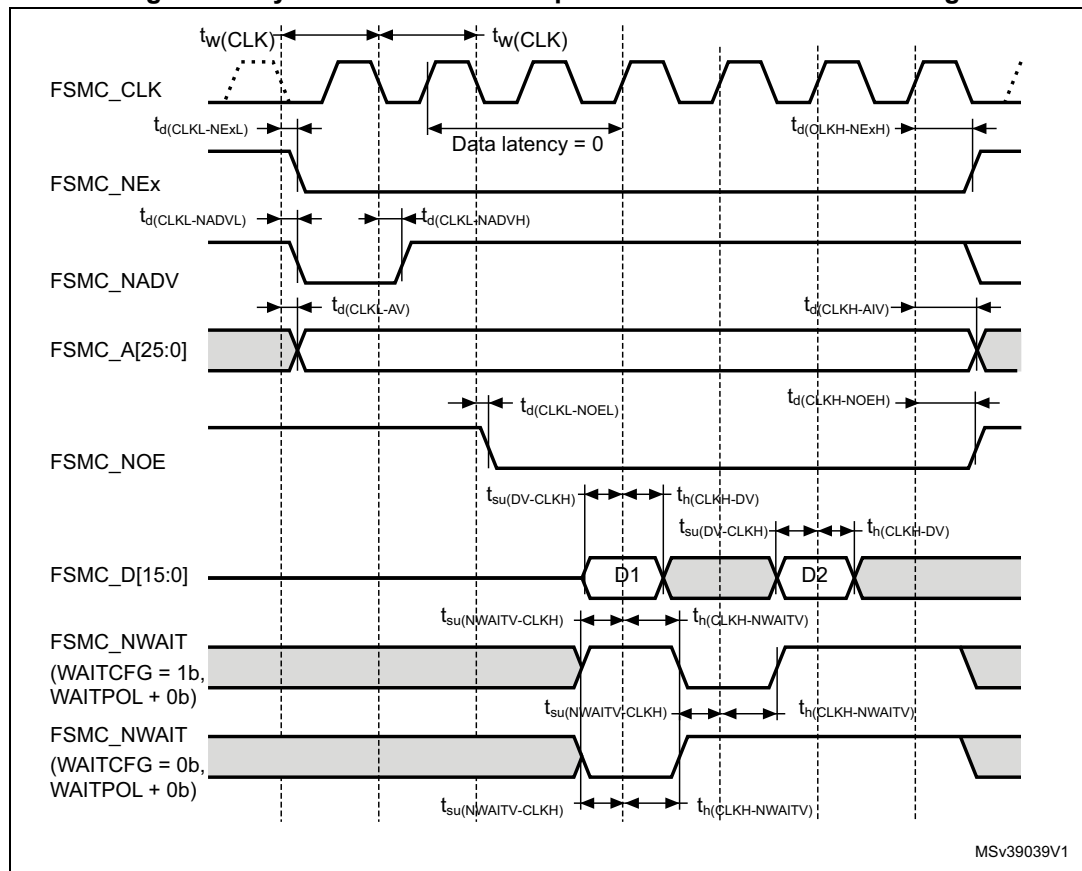 tw(CLK) tw(CLK)
FSMC_CLK
td(CLKL-NExL) Data latency = 0 td(CLKH-NExH)
FSMC_NEx
td(CLKL-NADVL) td(CLKL-NADVH)
FSMC_NADV
td(CLKL-AV) td(CLKH-AIV)
FSMC_A[25:0]
td(CLKL-NOEL) td(CLKH-NOEH)
FSMC_NOE
tsu(DV-CLKH) th(CLKH-DV) tsu(DV-CLKH) th(CLKH-DV)
FSMC_D[15:0] D1 D2
tsu(NWAITV-CLKH) th(CLKH-NWAITV)
FSMC_NWAIT
(WAITCFG = 1b,
WAITPOL + 0b)
tsu(NWAITV-CLKH) th(CLKH-NWAITV)
FSMC_NWAIT
(WAITCFG = 0b,
WAITPOL + 0b)
tsu(NWAITV-CLKH) th(CLKH-NWAITV)
MSv39039V1